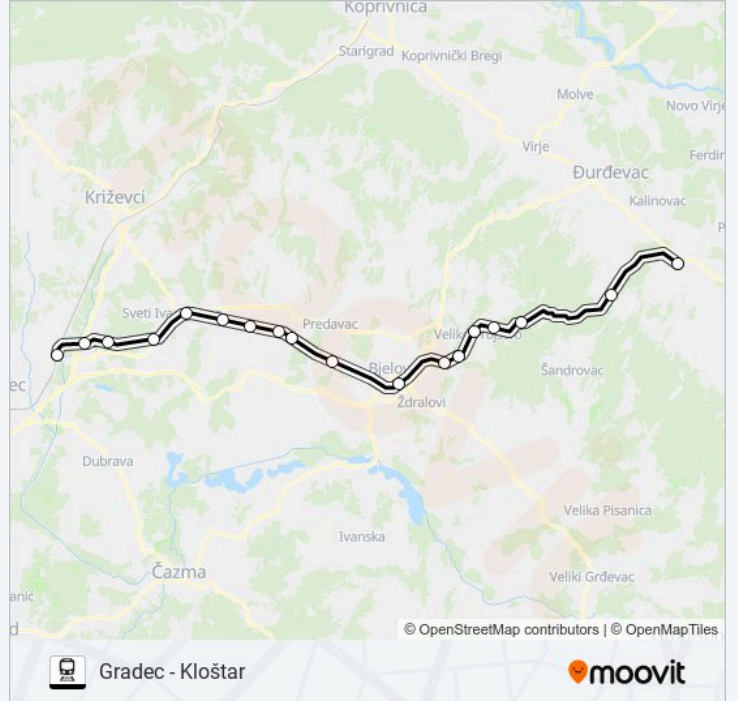 Koprivnica
Starigrad
Koprivnički Bregi
Molve
Novo Virje
Virje
Ferdin
Đurđevac
Križevci
Kalinovac
P
Sveti Iva
Predavac
Veliko Trojstvo
ec
Bjelov
Šandrovac
Ždralovi
Dubrava
Velika Pisanica
Ivanska
Čazma
Veliki Grđevac
anić
d
© OpenStreetMap contributors | © OpenMapTiles
Gradec - Kloštar
moovit